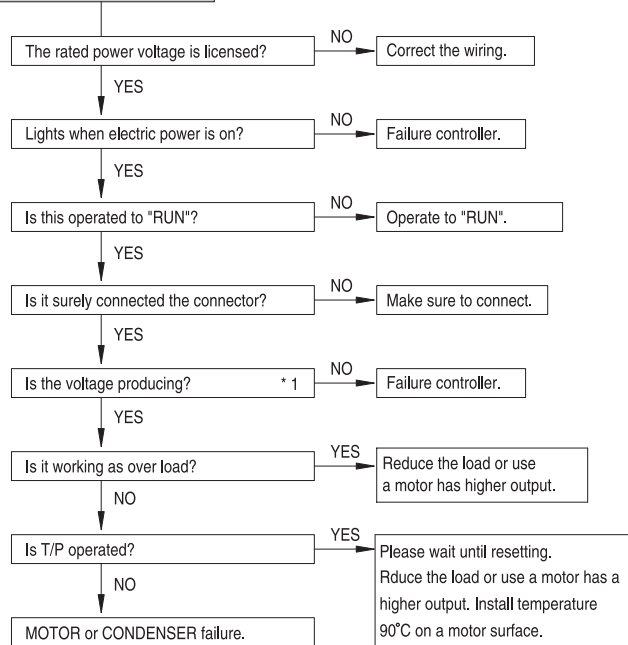 The rated power voltage is licensed?
NO
Correct the wiring.
YES
Lights when electric power is on?
NO
Failure controller.
YES
Is this operated to "RUN"?
NO
Operate to "RUN".
YES
Is it surely connected the connector?
NO
Make sure to connect.
YES
Is the voltage producing? * 1
NO
Failure controller.
YES
Is it working as over load?
YES
Reduce the load or use
a motor has higher output.
NO
Is T/P operated?
YES
Please wait until resetting.
Rduce the load or use a motor has a
higher output. Install temperature
90°C on a motor surface.
NO
MOTOR or CONDENSER failure.